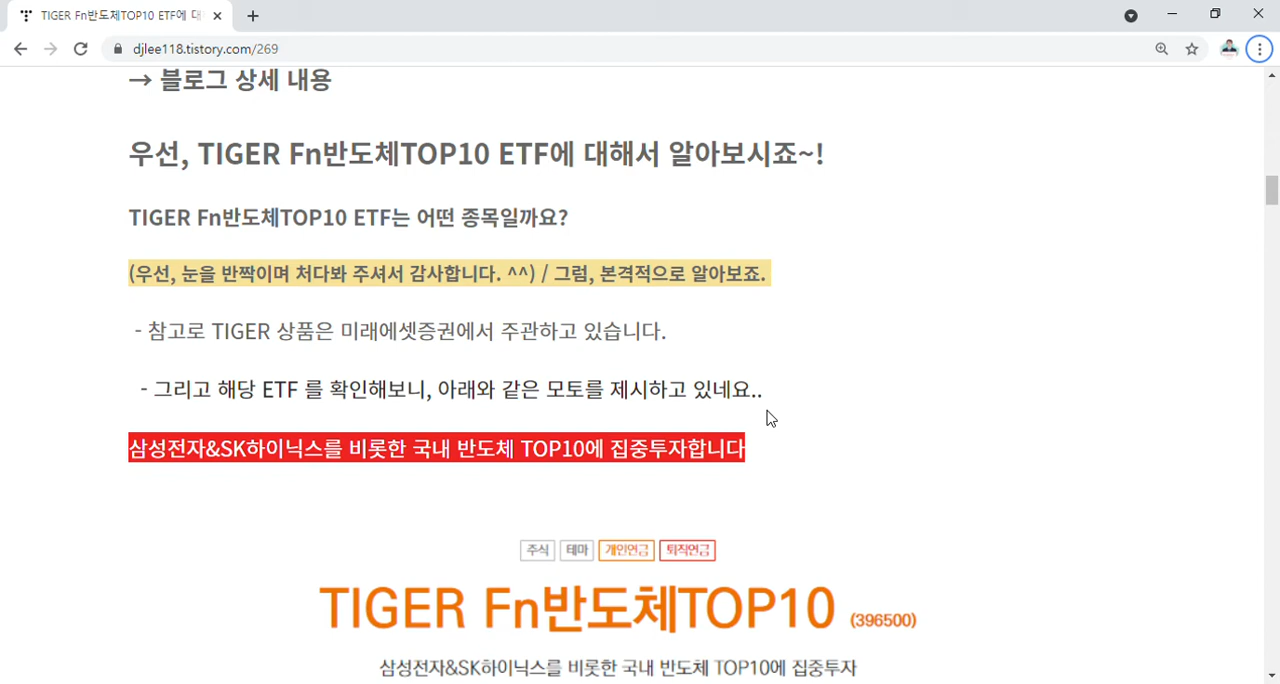 TIGER Fn반도체TOP10 ETF에 대
djlee118.tistory.com/269
→ 블로그 상세 내용
우선, TIGER Fn반도체TOP10 ETF에 대해서 알아보시죠~!
TIGER Fn반도체TOP10 ETF는 어떤 종목일까요?
(우선, 눈을 반짝이며 처다봐 주셔서 감사합니다. ^^) / 그럼, 본격적으로 알아보죠.
- 참고로 TIGER 상품은 미래에셋증권에서 주관하고 있습니다.
- 그리고 해당 ETF 를 확인해보니, 아래와 같은 모토를 제시하고 있네요..
삼성전자&SK하이닉스를 비롯한 국내 반도체 TOP10에 집중투자합니다
주식 테마 개인연금 퇴직연금
TIGER Fn반도체TOP10 (396500)
삼성전자&SK하이닉스를 비롯한 국내 반도체 TOP10에 집중투자